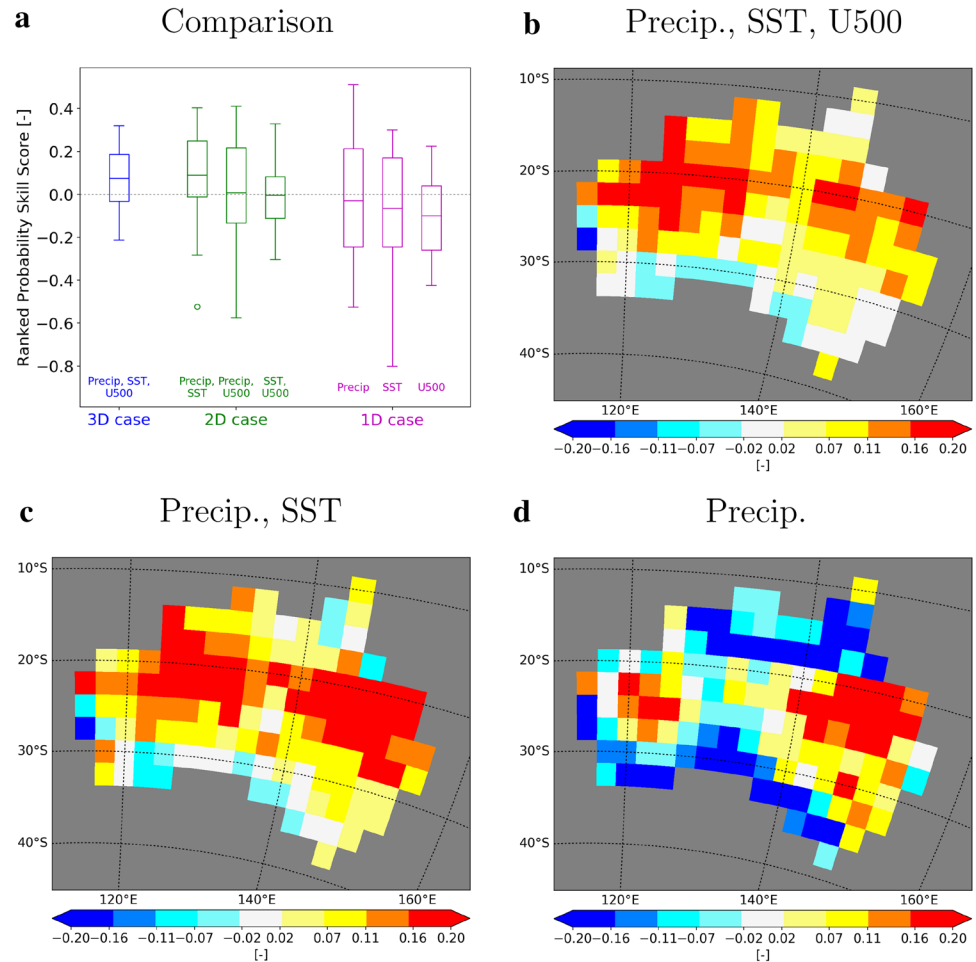 a Comparison
Ranked Probability Skill Score [-]
0.4
0.2
0.0
−0.2
−0.4
−0.6
−0.8
Precip, SST,
U500
Precip,
SST
Precip,
U500
SST,
U500
Precip
SST
U500
3D case 2D case 1D case
b Precip., SST, U500
10°S
20°S
30°S
40°S
120°E 140°E 160°E
−0.20 −0.16 −0.11 −0.07 −0.02 0.02 0.07 0.11 0.16 0.20
[-]
c Precip., SST
10°S
20°S
30°S
40°S
120°E 140°E 160°E
−0.20 −0.16 −0.11 −0.07 −0.02 0.02 0.07 0.11 0.16 0.20
[-]
d Precip.
10°S
20°S
30°S
40°S
120°E 140°E 160°E
−0.20 −0.16 −0.11 −0.07 −0.02 0.02 0.07 0.11 0.16 0.20
[-]